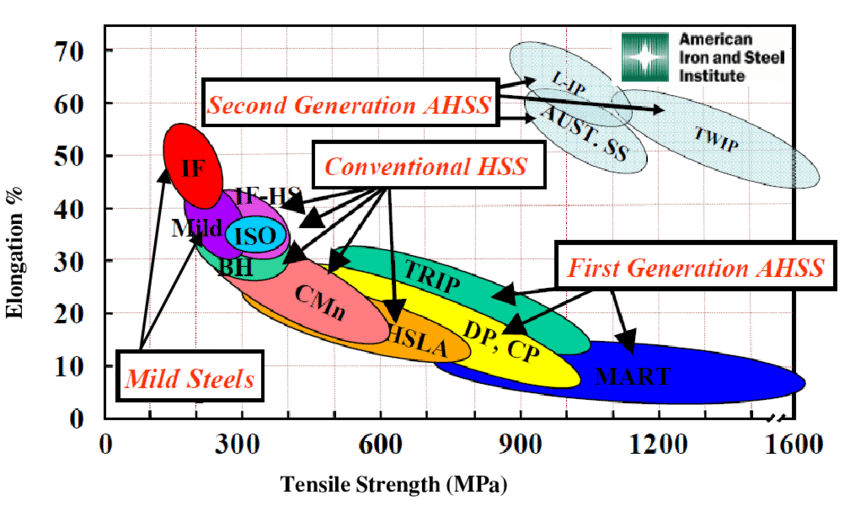 American
Iron and Steel
Institute
70
60
50
40
30
20
10
0
Elongation %
L-IP
Second Generation AHSS
AUST. SS
TWIP
Conventional HSS
IF
IF-HS
Mild
ISO
BH
First Generation AHSS
TRIP
CMn
DP, CP
HSLA
Mild Steels
MART
0
300
600
900
1200
1600
Tensile Strength (MPa)